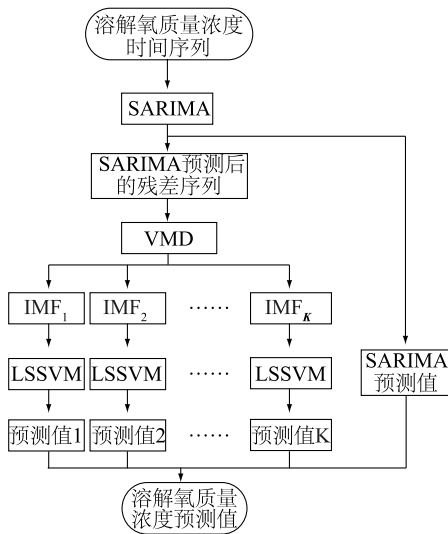 溶解氧质量浓度
时间序列
SARIMA
SARIMA预测后
的残差序列
VMD
IMF₁ IMF₂ …… IMF_K
LSSVM LSSVM …… LSSVM
SARIMA
预测值
预测值1 预测值2 …… 预测值K
溶解氧质量
浓度预测值